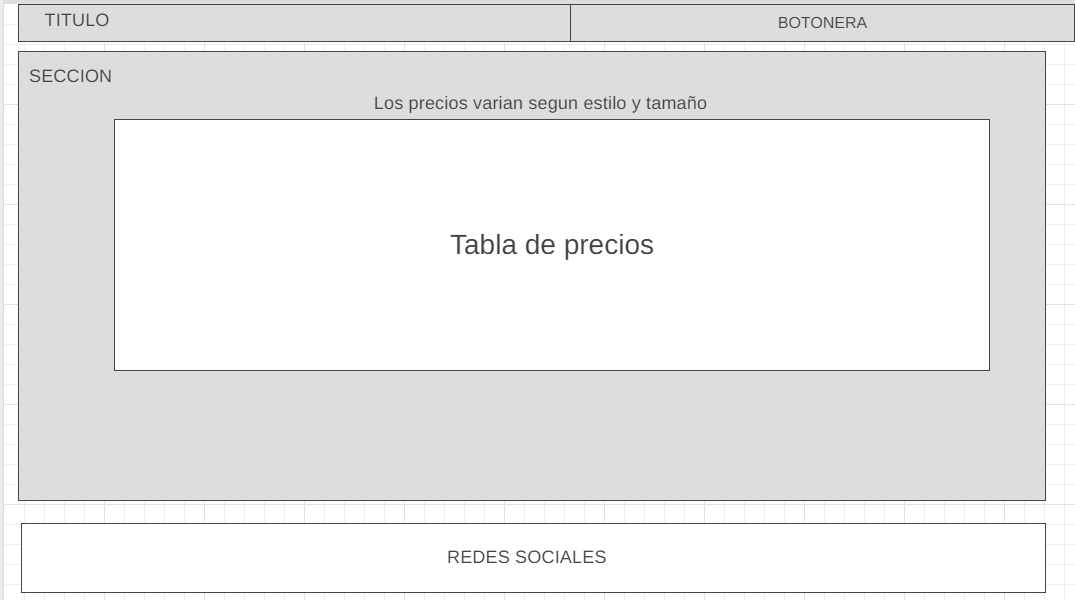 TITULO
BOTONERA
SECCION
Los precios varian segun estilo y tamaño
Tabla de precios
REDES SOCIALES